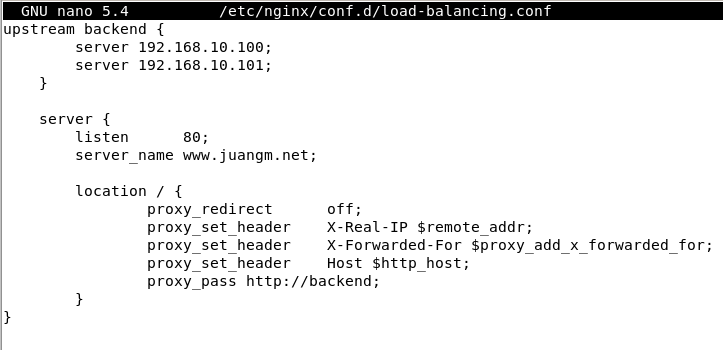 GNU nano 5.4          /etc/nginx/conf.d/load-balancing.conf
upstream backend {
        server 192.168.10.100;
        server 192.168.10.101;
    }

    server {
        listen      80;
        server_name www.juangm.net;

        location / {
                proxy_redirect      off;
                proxy_set_header    X-Real-IP $remote_addr;
                proxy_set_header    X-Forwarded-For $proxy_add_x_forwarded_for;
                proxy_set_header    Host $http_host;
                proxy_pass http://backend;
        }
}